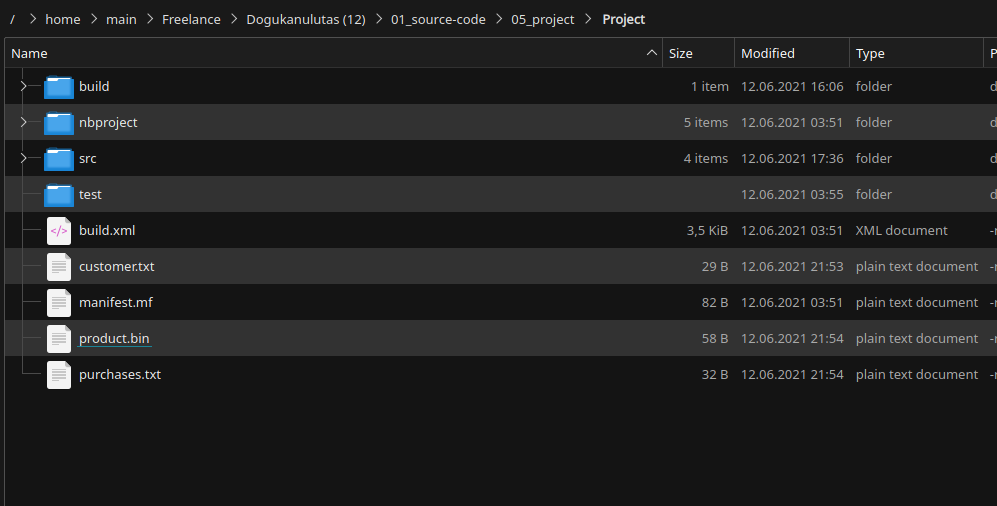 / > home > main > Freelance > Dogukanulutas (12) > 01_source-code > 05_project > Project
Name Size Modified Type P
build 1 item 12.06.2021 16:06 folder d
nbproject 5 items 12.06.2021 03:51 folder d
src 4 items 12.06.2021 17:36 folder d
test 12.06.2021 03:55 folder d
build.xml 3,5 KiB 12.06.2021 03:51 XML document -r
customer.txt 29 B 12.06.2021 21:53 plain text document -r
manifest.mf 82 B 12.06.2021 03:51 plain text document -r
product.bin 58 B 12.06.2021 21:54 plain text document -r
purchases.txt 32 B 12.06.2021 21:54 plain text document -r